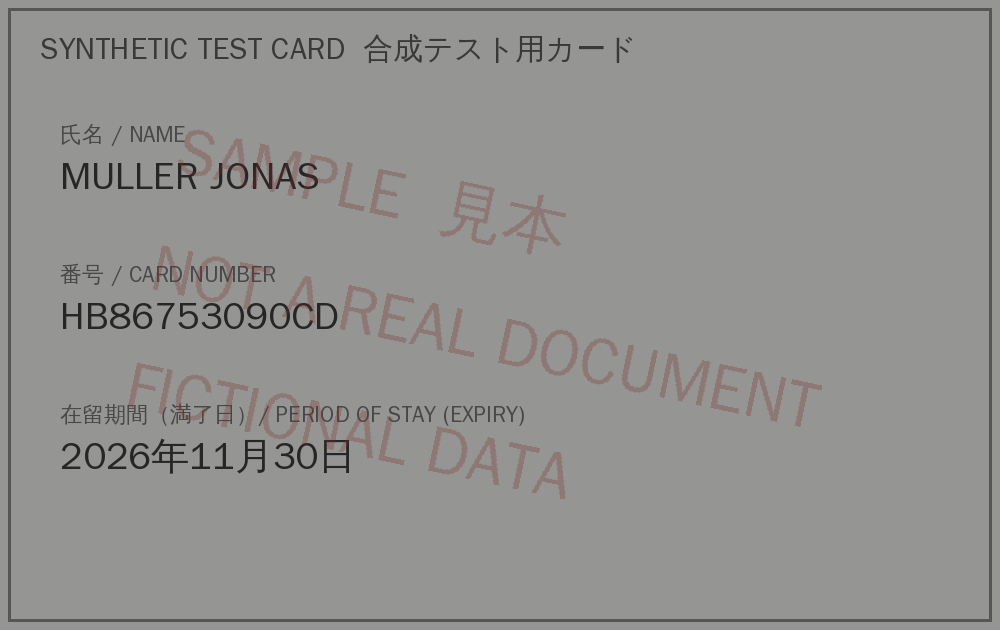 SYNTHETIC TEST CARD 合成テスト用カード
氏名 / NAME
MULLER JONAS
SAMPLE 見本
番号 / CARD NUMBER
HB86753090CD
NOT A REAL DOCUMENT
在留期間（満了日）/ PERIOD OF STAY (EXPIRY)
2026年11月30日
FICTIONAL DATA